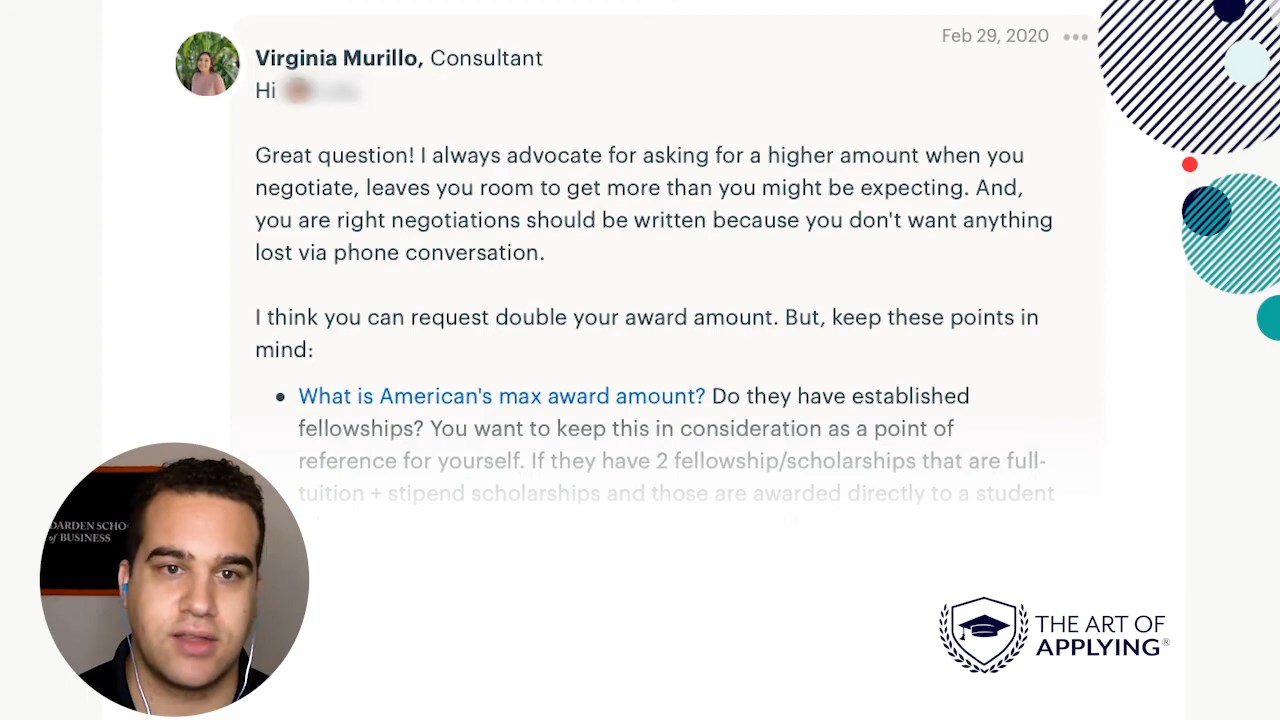 Feb 29, 2020
Virginia Murillo, Consultant
Hi
Great question! I always advocate for asking for a higher amount when you
negotiate, leaves you room to get more than you might be expecting. And,
you are right negotiations should be written because you don't want anything
lost via phone conversation.
I think you can request double your award amount. But, keep these points in
mind:
What is American's max award amount? Do they have established
fellowships? You want to keep this in consideration as a point of
reference for yourself. If they have 2 fellowship/scholarships that are full-
tuition + stipend scholarships and those are awarded directly to a student
DARDEN SCHO
of BUSINESS
THE ART OF
APPLYING®